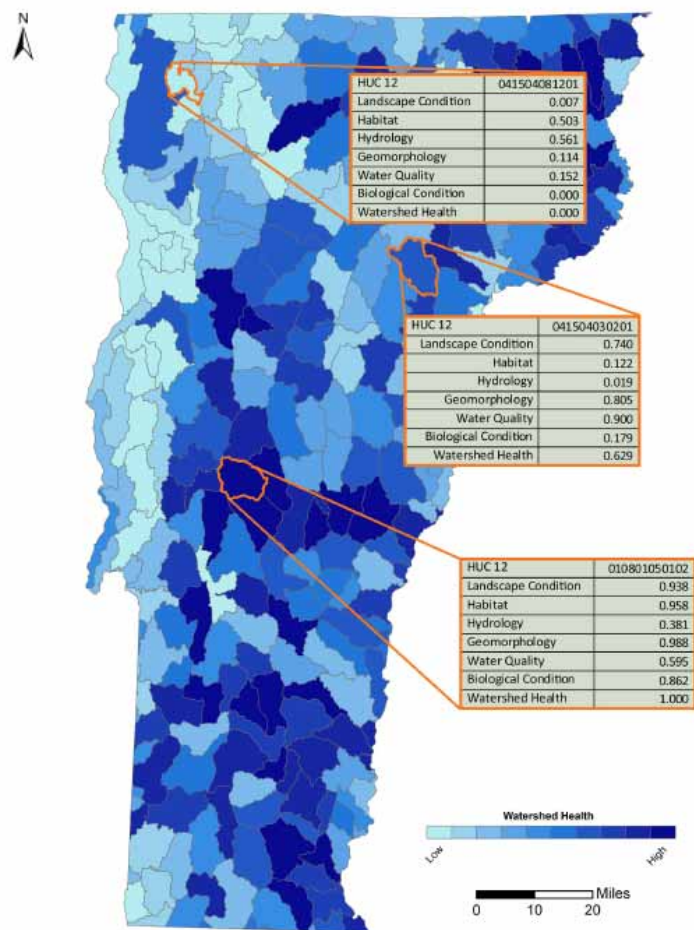 N
HUC 12 041504081201
Landscape Condition 0.007
Habitat 0.503
Hydrology 0.561
Geomorphology 0.114
Water Quality 0.152
Biological Condition 0.000
Watershed Health 0.000
HUC 12 041504030201
Landscape Condition 0.740
Habitat 0.122
Hydrology 0.019
Geomorphology 0.805
Water Quality 0.900
Biological Condition 0.179
Watershed Health 0.629
HUC 12 010801050102
Landscape Condition 0.938
Habitat 0.958
Hydrology 0.381
Geomorphology 0.988
Water Quality 0.595
Biological Condition 0.862
Watershed Health 1.000
Watershed Health
Low High
Miles
0 10 20